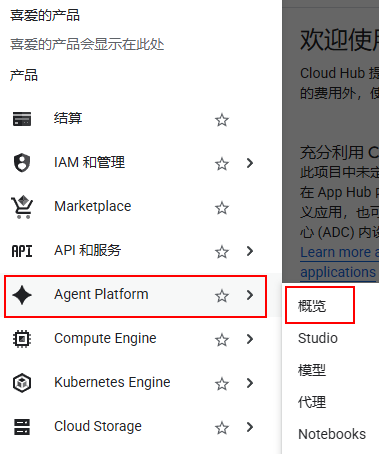 喜爱的产品
喜爱的产品会显示在此处
产品
结算
IAM 和管理
Marketplace
API 和服务
Agent Platform
Compute Engine
Kubernetes Engine
Cloud Storage
欢迎使用
Cloud Hub 提
的费用外，使
充分利用 C
此项目中未定
在 App Hub 内
义应用，也可
心 (ADC) 内说
Learn more a
applications
概览
Studio
模型
代理
Notebooks